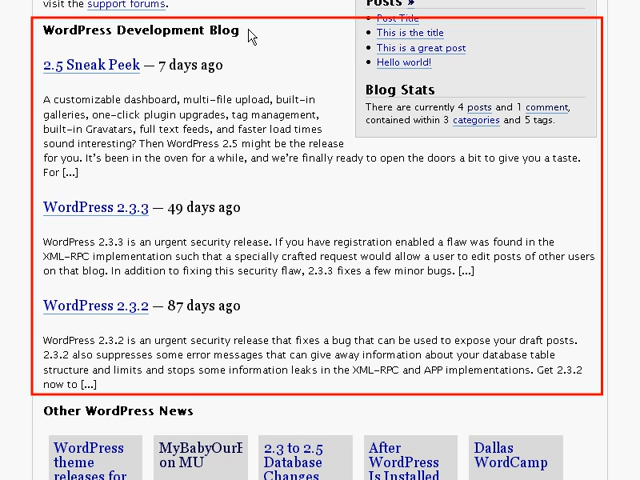 visit the support forums.
Posts »
Post Title
This is the title
This is a great post
Hello world!
Blog Stats
There are currently 4 posts and 1 comment,
contained within 3 categories and 5 tags.
WordPress Development Blog
2.5 Sneak Peek — 7 days ago
A customizable dashboard, multi-file upload, built-in
galleries, one-click plugin upgrades, tag management,
built-in Gravatars, full text feeds, and faster load times
sound interesting? Then WordPress 2.5 might be the release
for you. It's been in the oven for a while, and we're finally ready to open the doors a bit to give you a taste.
For [...]
WordPress 2.3.3 — 49 days ago
WordPress 2.3.3 is an urgent security release. If you have registration enabled a flaw was found in the
XML-RPC implementation such that a specially crafted request would allow a user to edit posts of other users
on that blog. In addition to fixing this security flaw, 2.3.3 fixes a few minor bugs. [...]
WordPress 2.3.2 — 87 days ago
WordPress 2.3.2 is an urgent security release that fixes a bug that can be used to expose your draft posts.
2.3.2 also suppresses some error messages that can give away information about your database table
structure and limits and stops some information leaks in the XML-RPC and APP implementations. Get 2.3.2
now to [...]
Other WordPress News
WordPress
theme
releases for
MyBabyOur
on MU
2.3 to 2.5
Database
Changes
After
WordPress
Is Installed
Dallas
WordCamp